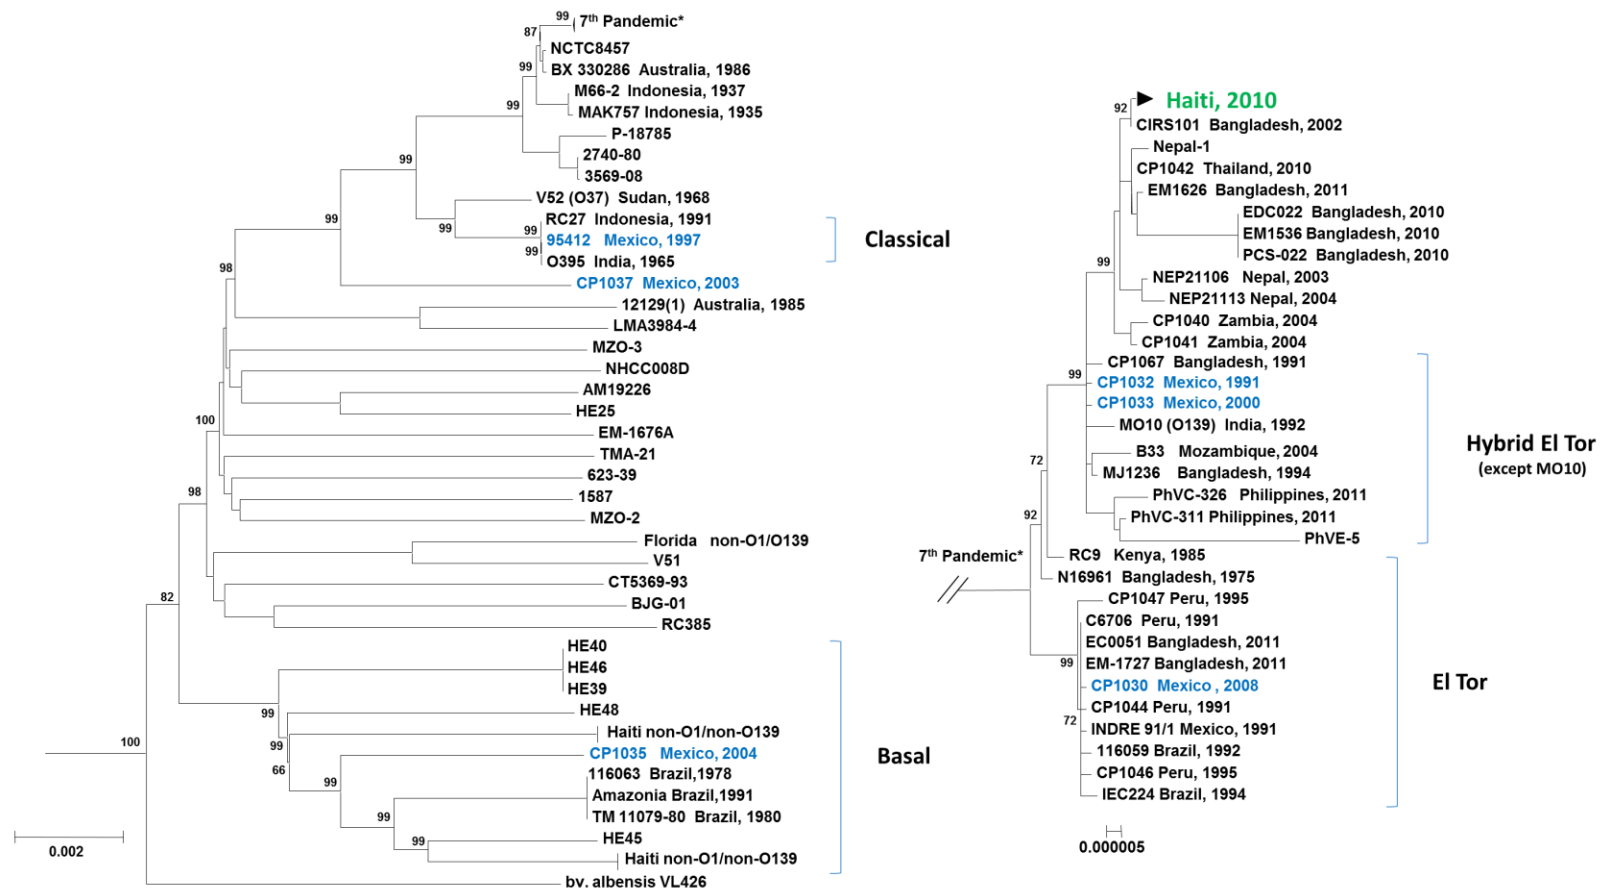 99
7th Pandemic*
87
NCTC8457
99
BX 330286 Australia, 1986
M66-2 Indonesia, 1937
99
MAK757 Indonesia, 1935
P-18785
99
2740-80
3569-08
V52 (O37) Sudan, 1968
99
99
RC27 Indonesia, 1991
99
95412 Mexico, 1997
99
O395 India, 1965
Classical
98
CP1037 Mexico, 2003
12129(1) Australia, 1985
LMA3984-4
MZO-3
NHCC008D
AM19226
HE25
100
EM-1676A
TMA-21
623-39
98
1587
MZO-2
Florida non-O1/O139
V51
CT5369-93
82
BJG-01
RC385
HE40
HE46
HE39
99
HE48
100
Haiti non-O1/non-O139
99
66
CP1035 Mexico, 2004
Basal
99
116063 Brazil,1978
Amazonia Brazil,1991
TM 11079-80 Brazil, 1980
99
HE45
99
Haiti non-O1/non-O139
bv. albensis VL426
0.002
Haiti, 2010
92
CIRS101 Bangladesh, 2002
Nepal-1
CP1042 Thailand, 2010
EM1626 Bangladesh, 2011
EDC022 Bangladesh, 2010
EM1536 Bangladesh, 2010
PCS-022 Bangladesh, 2010
99
NEP21106 Nepal, 2003
NEP21113 Nepal, 2004
CP1040 Zambia, 2004
CP1041 Zambia, 2004
CP1067 Bangladesh, 1991
99
CP1032 Mexico, 1991
CP1033 Mexico, 2000
MO10 (O139) India, 1992
Hybrid El Tor
(except MO10)
B33 Mozambique, 2004
72
MJ1236 Bangladesh, 1994
PhVC-326 Philippines, 2011
PhVC-311 Philippines, 2011
92
PhVE-5
7th Pandemic*
RC9 Kenya, 1985
N16961 Bangladesh, 1975
CP1047 Peru, 1995
C6706 Peru, 1991
EC0051 Bangladesh, 2011
99
EM-1727 Bangladesh, 2011
CP1030 Mexico , 2008
El Tor
CP1044 Peru, 1991
72
INDRE 91/1 Mexico, 1991
116059 Brazil, 1992
CP1046 Peru, 1995
IEC224 Brazil, 1994
0.000005